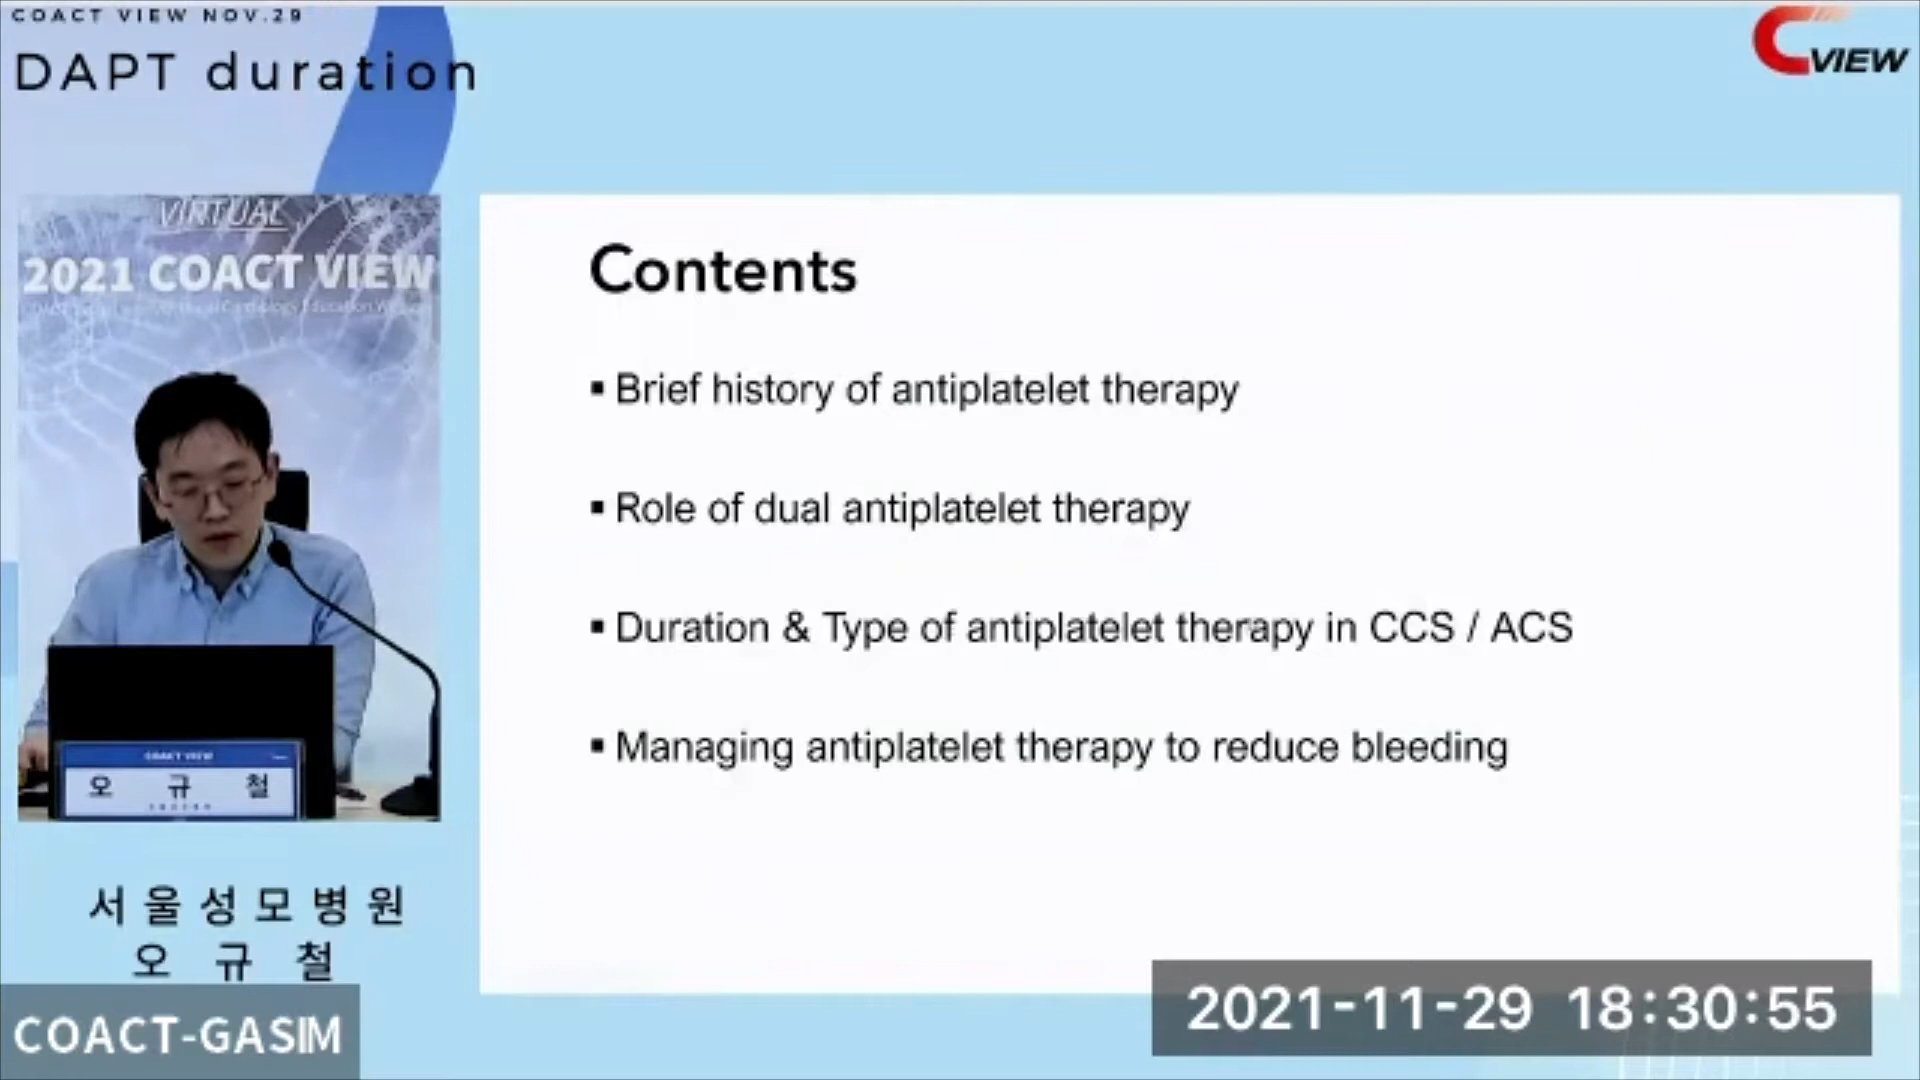 COACT VIEW NOV.29
DAPT duration
CVIEW
VIRTUAL
2021 COACT VIEW
Contents
▪ Brief history of antiplatelet therapy
▪ Role of dual antiplatelet therapy
▪ Duration & Type of antiplatelet therapy in CCS / ACS
▪ Managing antiplatelet therapy to reduce bleeding
COACT VIEW
오 규 철
서울성모병원
오 규 철
COACT-GASIM
2021-11-29 18:30:55